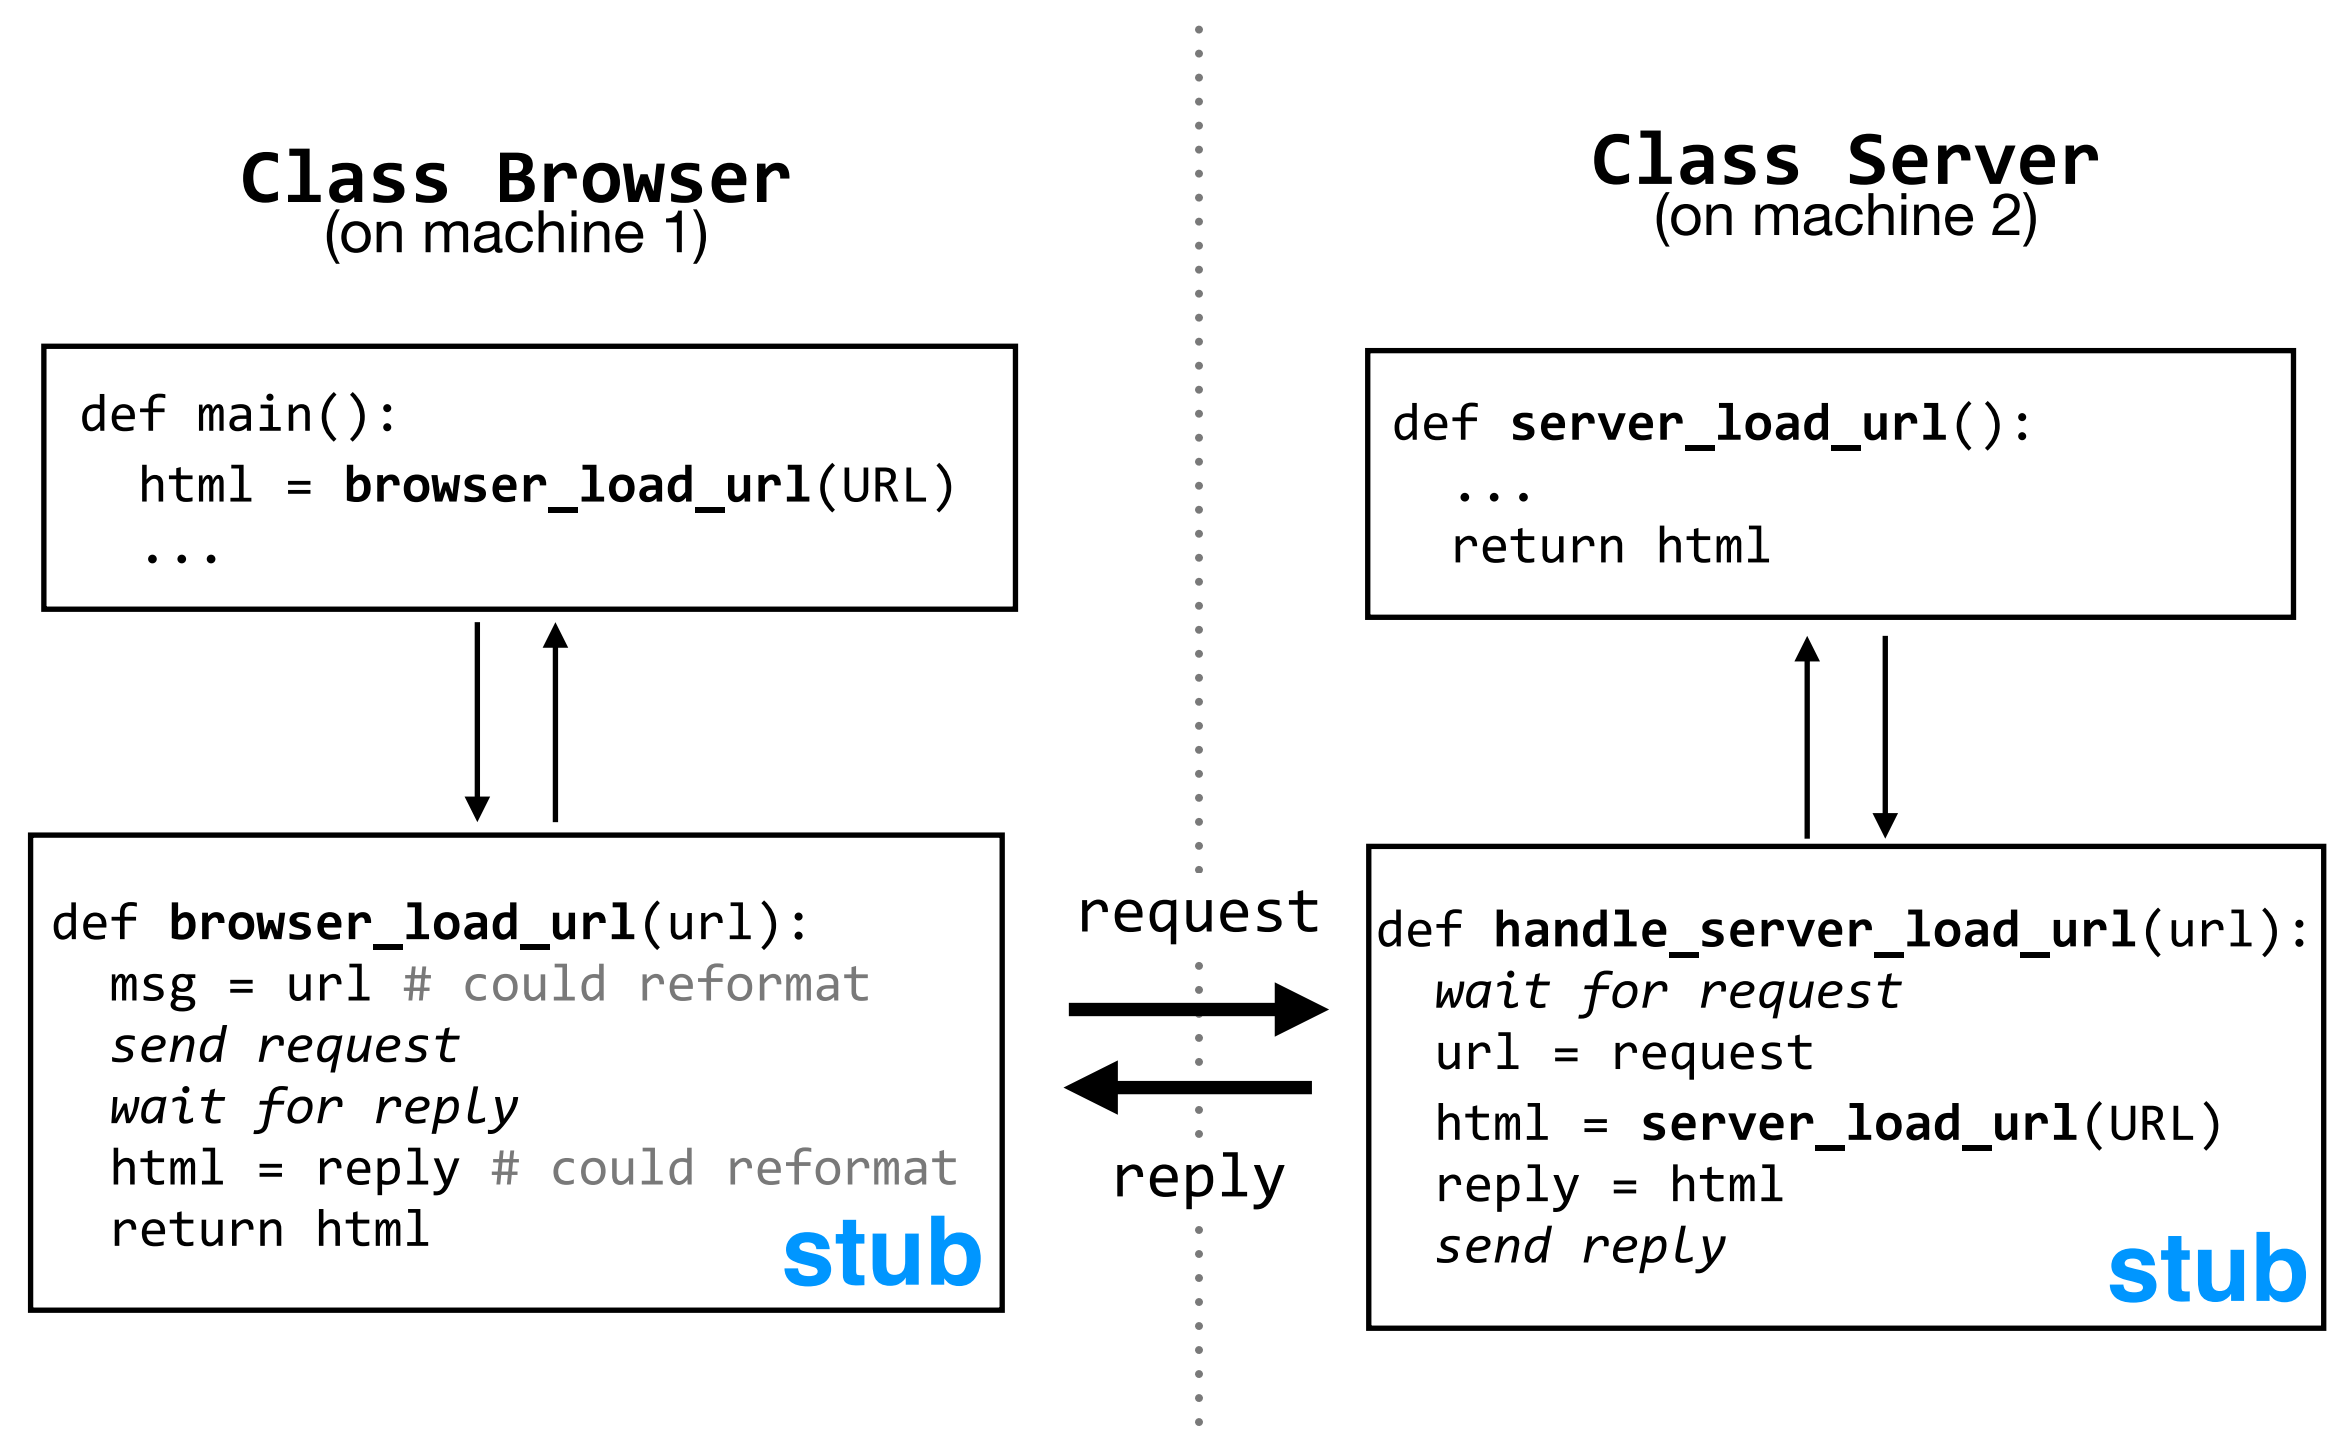 Class Browser
(on machine 1)
def main():
html = browser_load_url(URL)
...
def browser_load_url(url):
msg = url # could reformat
send request
wait for reply
html = reply # could reformat
return html
stub
request
reply
Class Server
(on machine 2)
def server_load_url():
...
return html
def handle_server_load_url(url):
wait for request
url = request
html = server_load_url(URL)
reply = html
send reply
stub